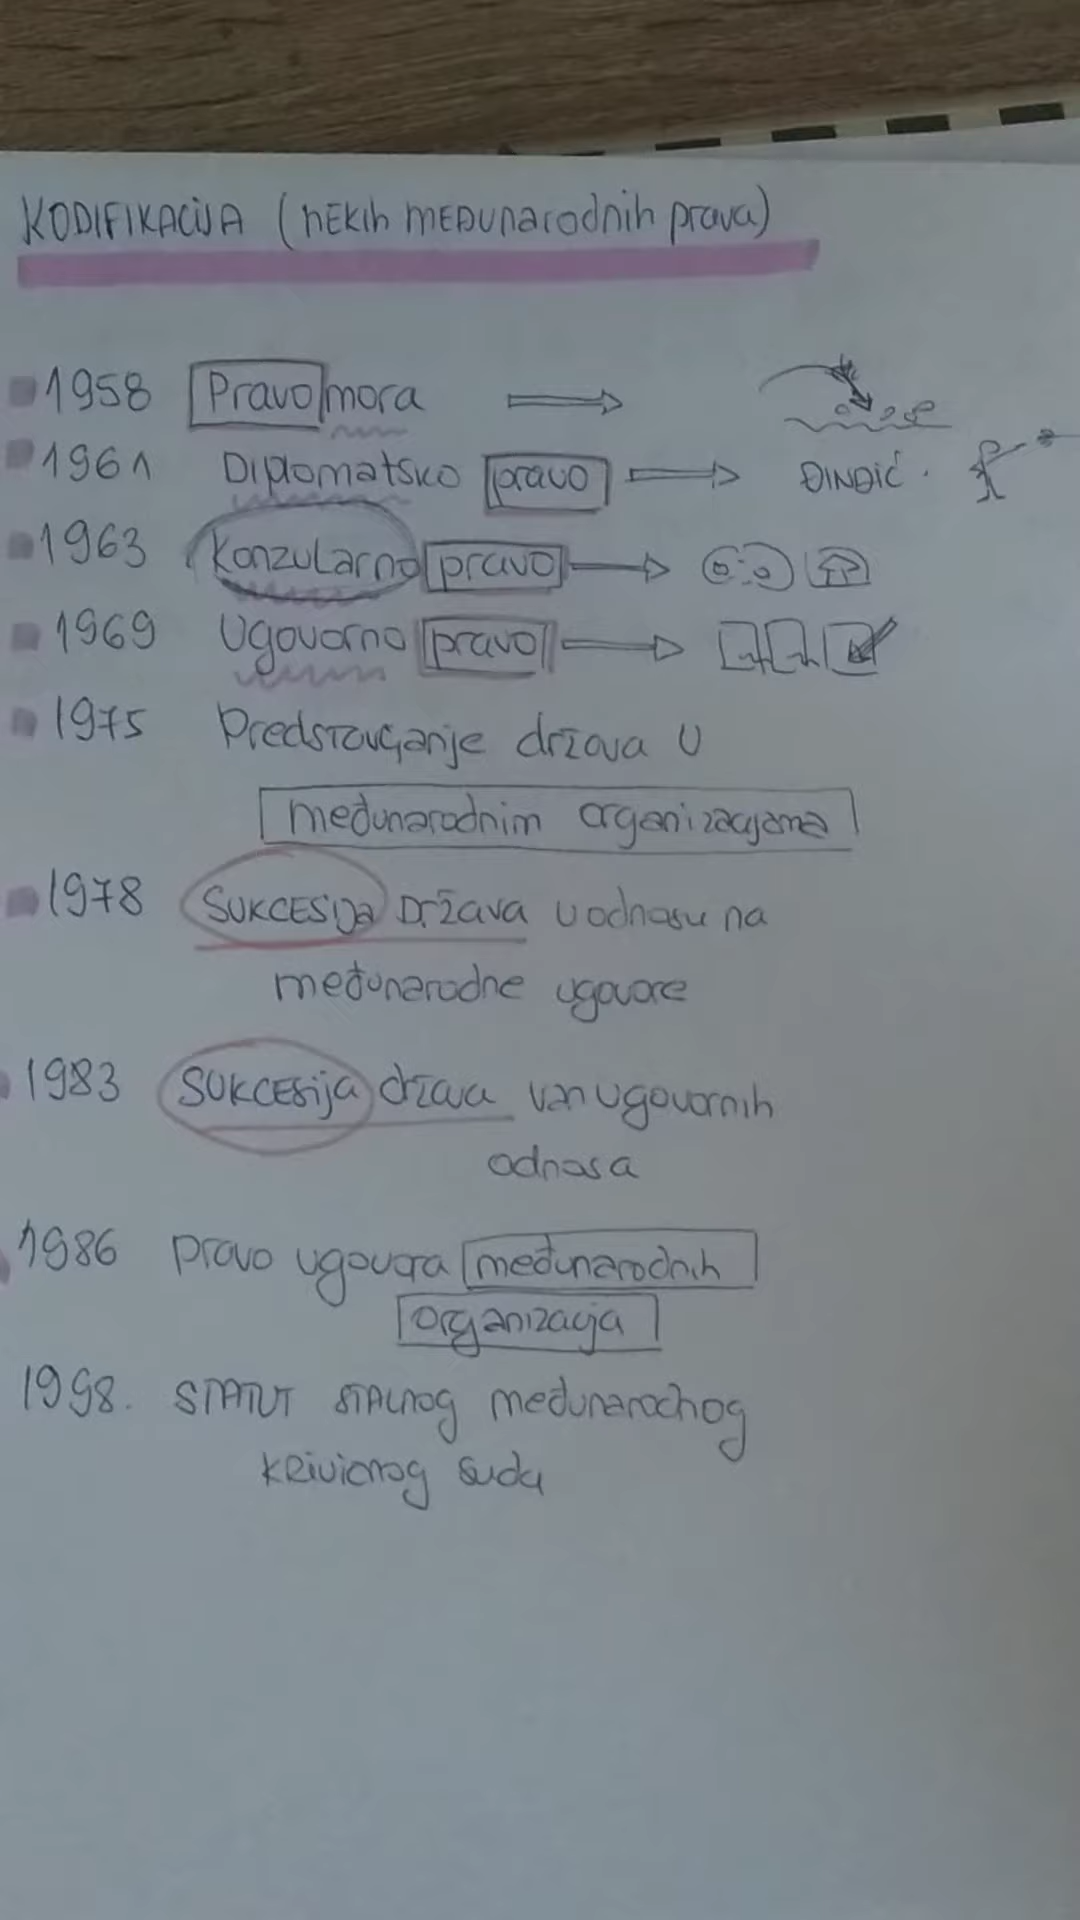 KODIFIKACIJA (nEKih MEĐUnarodnih prava)
1958 Pravo mora
1961 Diplomatsko pravo ĐINĐIĆ.
1963 Konzularno pravo
1969 Ugovorno pravo
1975 Predstavljanje država U
međunarodnim organizacijama
1978 SUKCESIJA Država u odnosu na
međunarodne ugovore
1983 SUKCESija država van ugovornih
odnosa
1986 pravo ugovora međunarodnih
organizacija
1998. STATUT STALNog međunarodnog
KRivičnog suda